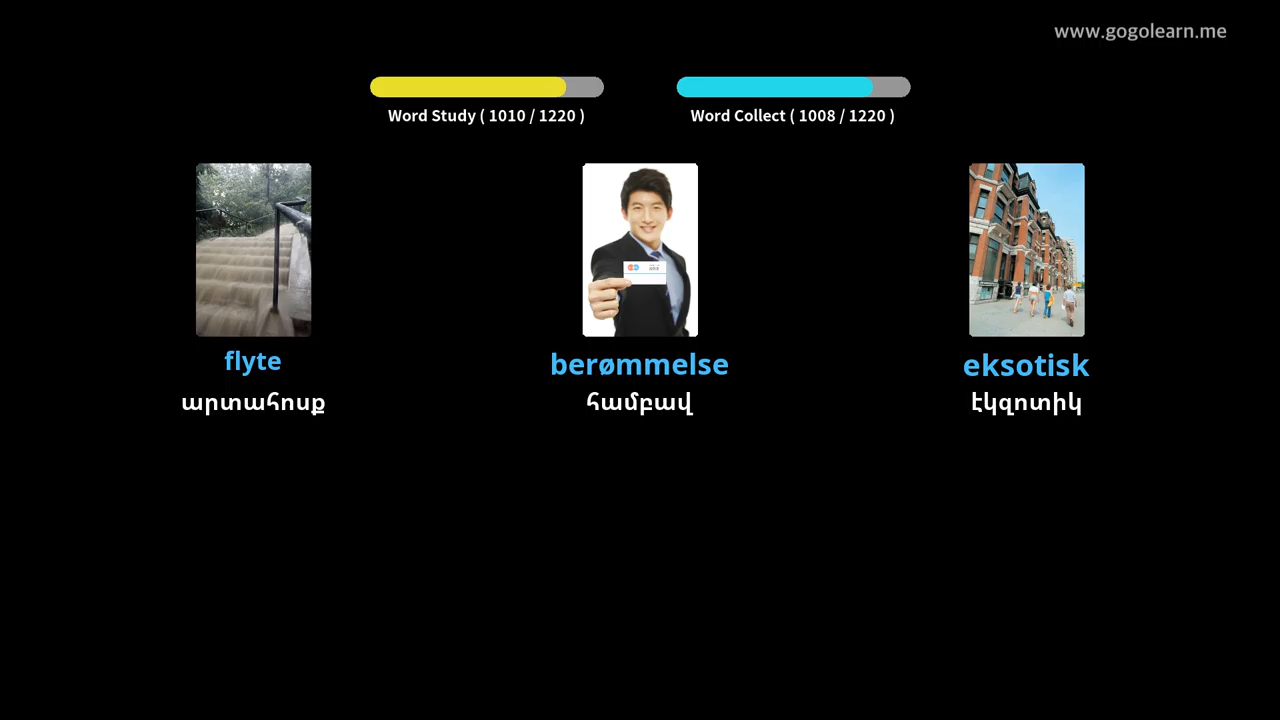 www.gogolearn.me
Word Study ( 1010 / 1220 )
Word Collect ( 1008 / 1220 )
flyte
berømmelse
eksotisk
արտահոսք
համբավ
էկզոտիկ